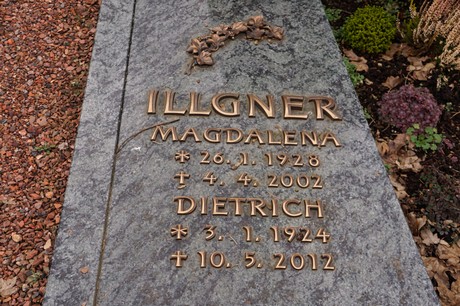 ILLGNER
MAGDALENA
* 26. 1. 1928
† 4. 4. 2002
DIETRICH
* 3. 1. 1924
† 10. 5. 2012